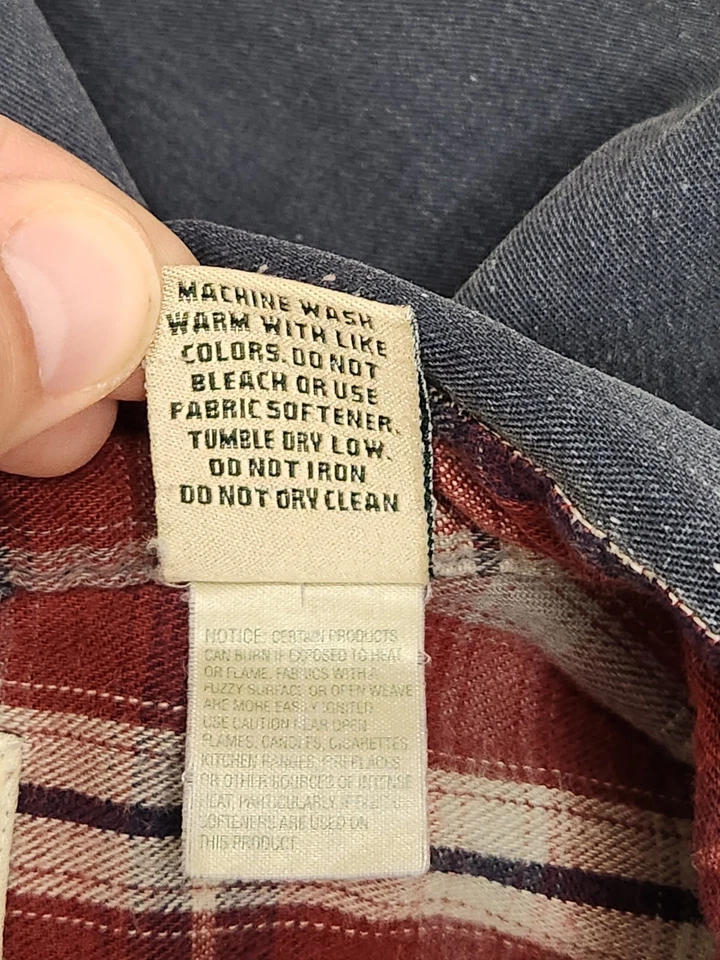 MACHINE WASH
WARM WITH LIKE
COLORS. DO NOT
BLEACH OR USE
FABRIC SOFTENER.
TUMBLE DRY LOW.
DO NOT IRON
DO NOT DRY CLEAN
NOTICE: CERTAIN PRODUCTS
CAN BURN IF EXPOSED TO HEAT
OR FLAME. FABRICS WITH A
FUZZY SURFACE OR OPEN WEAVE
ARE MORE EASILY IGNITED
USE CAUTION NEAR OPEN
FLAMES, CANDLES, CIGARETTES,
KITCHEN RANGES, FIREPLACES
OR OTHER SOURCES OF INTENSE
HEAT, PARTICULARLY IF
SOFTENERS ARE USED ON
THIS PRODUCT.